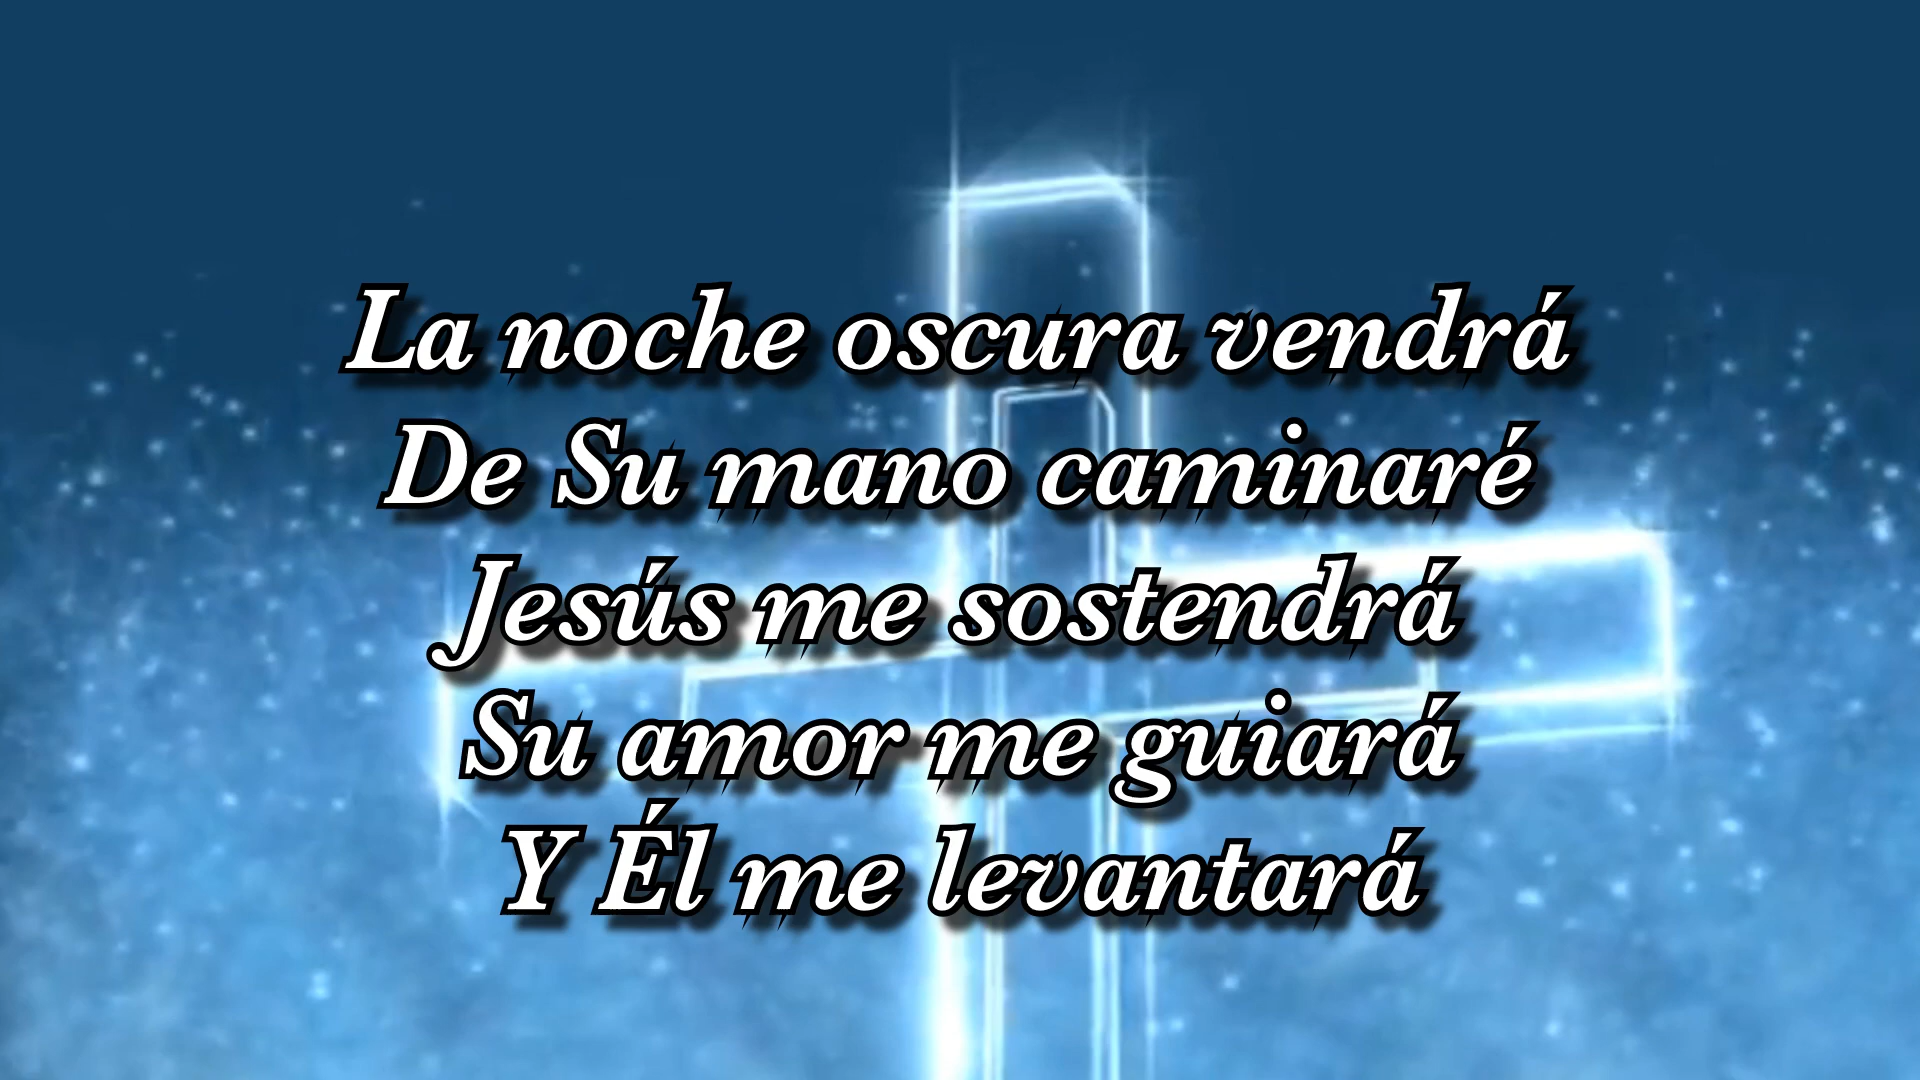 La noche oscura vendrá
De Su mano caminaré
Jesús me sostendrá
Su amor me guiará
Y Él me levantará